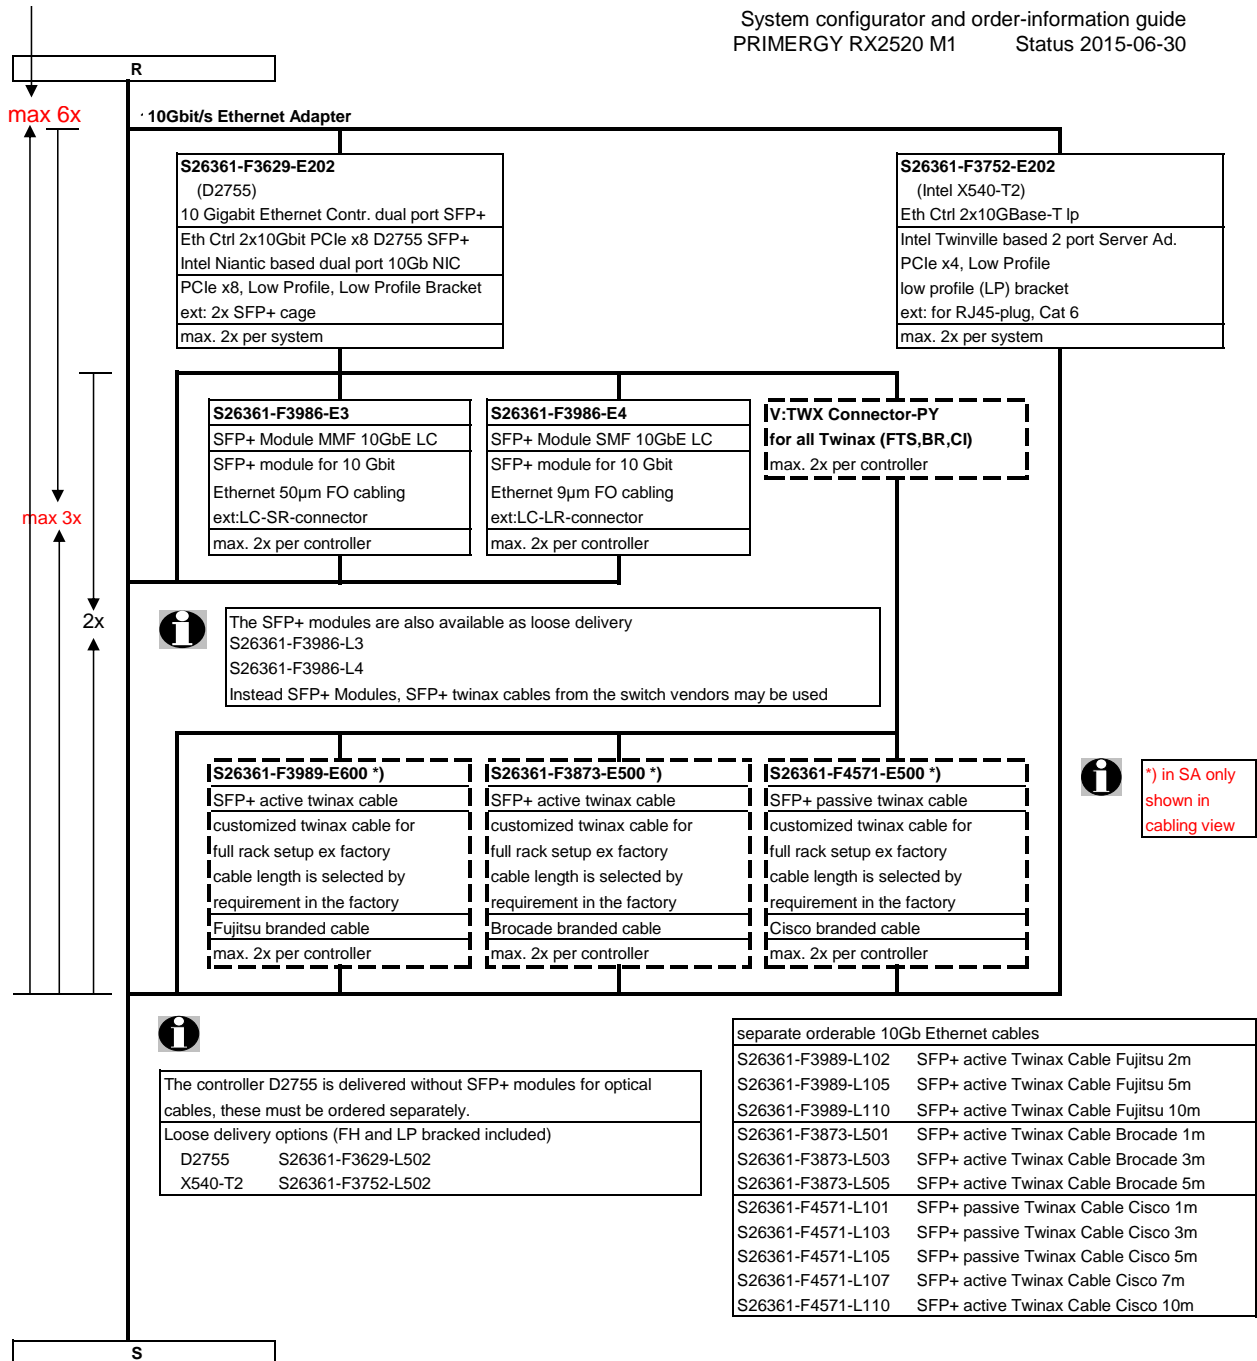 System configurator and order-information guide
PRIMERGY RX2520 M1 Status 2015-06-30
R
max 6x
10Gbit/s Ethernet Adapter
S26361-F3629-E202
(D2755)
10 Gigabit Ethernet Contr. dual port SFP+
Eth Ctrl 2x10Gbit PCIe x8 D2755 SFP+
Intel Niantic based dual port 10Gb NIC
PCIe x8, Low Profile, Low Profile Bracket
ext: 2x SFP+ cage
max. 2x per system
S26361-F3752-E202
(Intel X540-T2)
Eth Ctrl 2x10GBase-T lp
Intel Twinville based 2 port Server Ad.
PCIe x4, Low Profile
low profile (LP) bracket
ext: for RJ45-plug, Cat 6
max. 2x per system
S26361-F3986-E3
SFP+ Module MMF 10GbE LC
SFP+ module for 10 Gbit
Ethernet 50µm FO cabling
ext:LC-SR-connector
max. 2x per controller
S26361-F3986-E4
SFP+ Module SMF 10GbE LC
SFP+ module for 10 Gbit
Ethernet 9µm FO cabling
ext:LC-LR-connector
max. 2x per controller
V:TWX Connector-PY
for all Twinax (FTS,BR,CI)
max. 2x per controller
max 3x
2x
The SFP+ modules are also available as loose delivery
S26361-F3986-L3
S26361-F3986-L4
Instead SFP+ Modules, SFP+ twinax cables from the switch vendors may be used
S26361-F3989-E600 *)
SFP+ active twinax cable
customized twinax cable for
full rack setup ex factory
cable length is selected by
requirement in the factory
Fujitsu branded cable
max. 2x per controller
S26361-F3873-E500 *)
SFP+ active twinax cable
customized twinax cable for
full rack setup ex factory
cable length is selected by
requirement in the factory
Brocade branded cable
max. 2x per controller
S26361-F4571-E500 *)
SFP+ passive twinax cable
customized twinax cable for
full rack setup ex factory
cable length is selected by
requirement in the factory
Cisco branded cable
max. 2x per controller
*) in SA only
shown in
cabling view
The controller D2755 is delivered without SFP+ modules for optical
cables, these must be ordered separately.
Loose delivery options (FH and LP bracked included)
D2755 S26361-F3629-L502
X540-T2 S26361-F3752-L502
separate orderable 10Gb Ethernet cables
S26361-F3989-L102 SFP+ active Twinax Cable Fujitsu 2m
S26361-F3989-L105 SFP+ active Twinax Cable Fujitsu 5m
S26361-F3989-L110 SFP+ active Twinax Cable Fujitsu 10m
S26361-F3873-L501 SFP+ active Twinax Cable Brocade 1m
S26361-F3873-L503 SFP+ active Twinax Cable Brocade 3m
S26361-F3873-L505 SFP+ active Twinax Cable Brocade 5m
S26361-F4571-L101 SFP+ passive Twinax Cable Cisco 1m
S26361-F4571-L103 SFP+ passive Twinax Cable Cisco 3m
S26361-F4571-L105 SFP+ passive Twinax Cable Cisco 5m
S26361-F4571-L107 SFP+ active Twinax Cable Cisco 7m
S26361-F4571-L110 SFP+ active Twinax Cable Cisco 10m
S